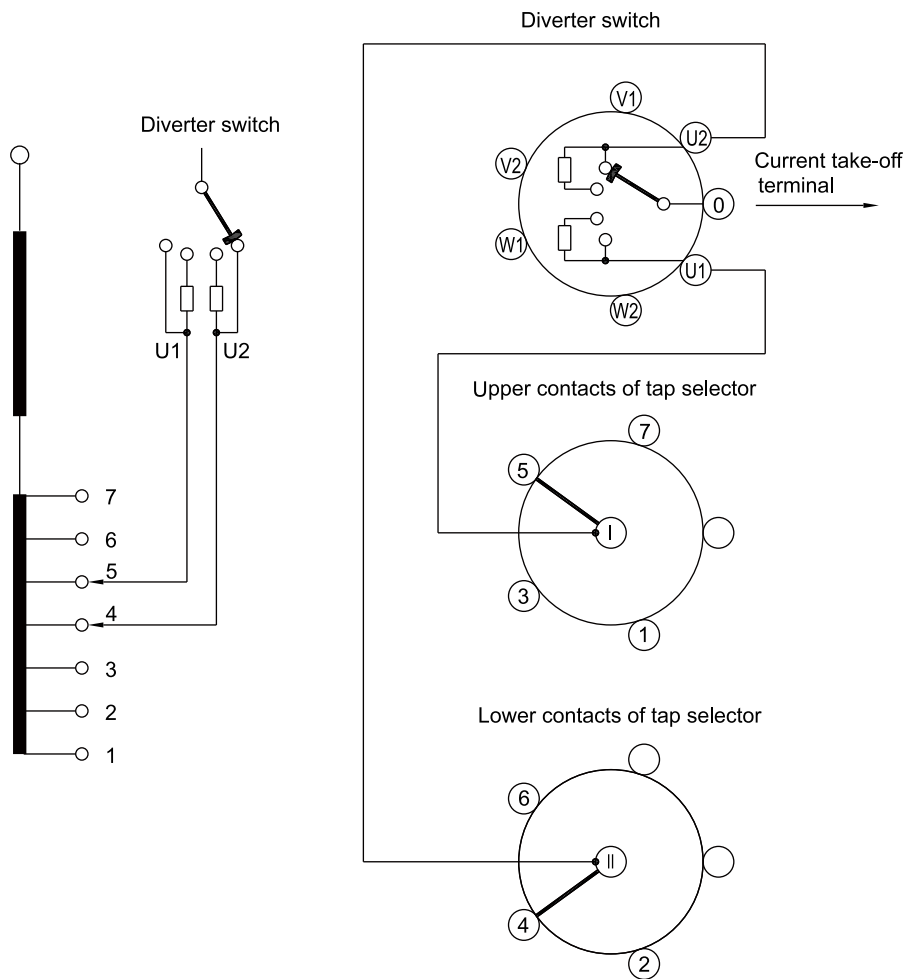 Diverter switch
U1 U2
7
6
5
4
3
2
1
Diverter switch
V1
U2
V2
Current take-off
terminal
0
W1
U1
W2
Upper contacts of tap selector
7
5
I
3
1
Lower contacts of tap selector
6
II
4
2